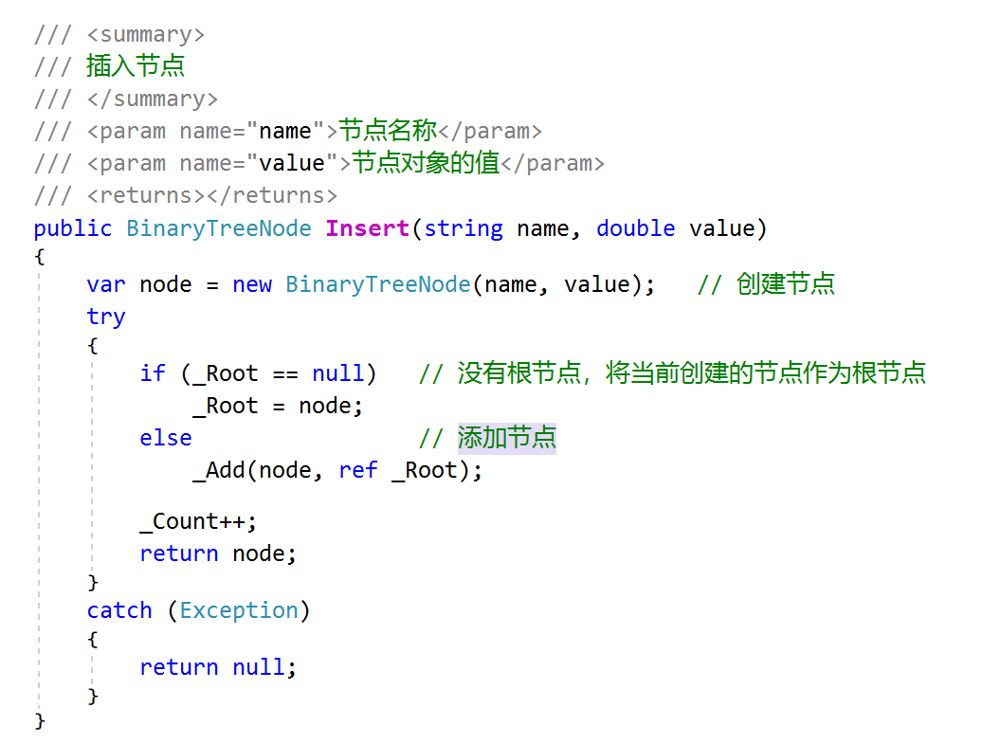 /// <summary>
/// 插入节点
/// </summary>
/// <param name="name">节点名称</param>
/// <param name="value">节点对象的值</param>
/// <returns></returns>
public BinaryTreeNode Insert(string name, double value)
{
    var node = new BinaryTreeNode(name, value);   // 创建节点
    try
    {
        if (_Root == null)   // 没有根节点，将当前创建的节点作为根节点
            _Root = node;
        else                 // 添加节点
            _Add(node, ref _Root);

        _Count++;
        return node;
    }
    catch (Exception)
    {
        return null;
    }
}